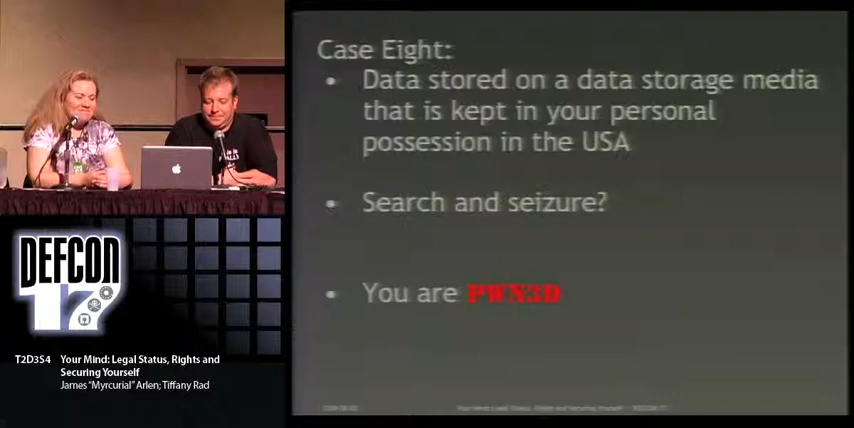 Case Eight:
• Data stored on a data storage media
that is kept in your personal
possession in the USA
• Search and seizure?
• You are PWN3D
DEFCON
17
T2D3S4 Your Mind: Legal Status, Rights and
Securing Yourself
James "Myrcurial" Arlen; Tiffany Rad